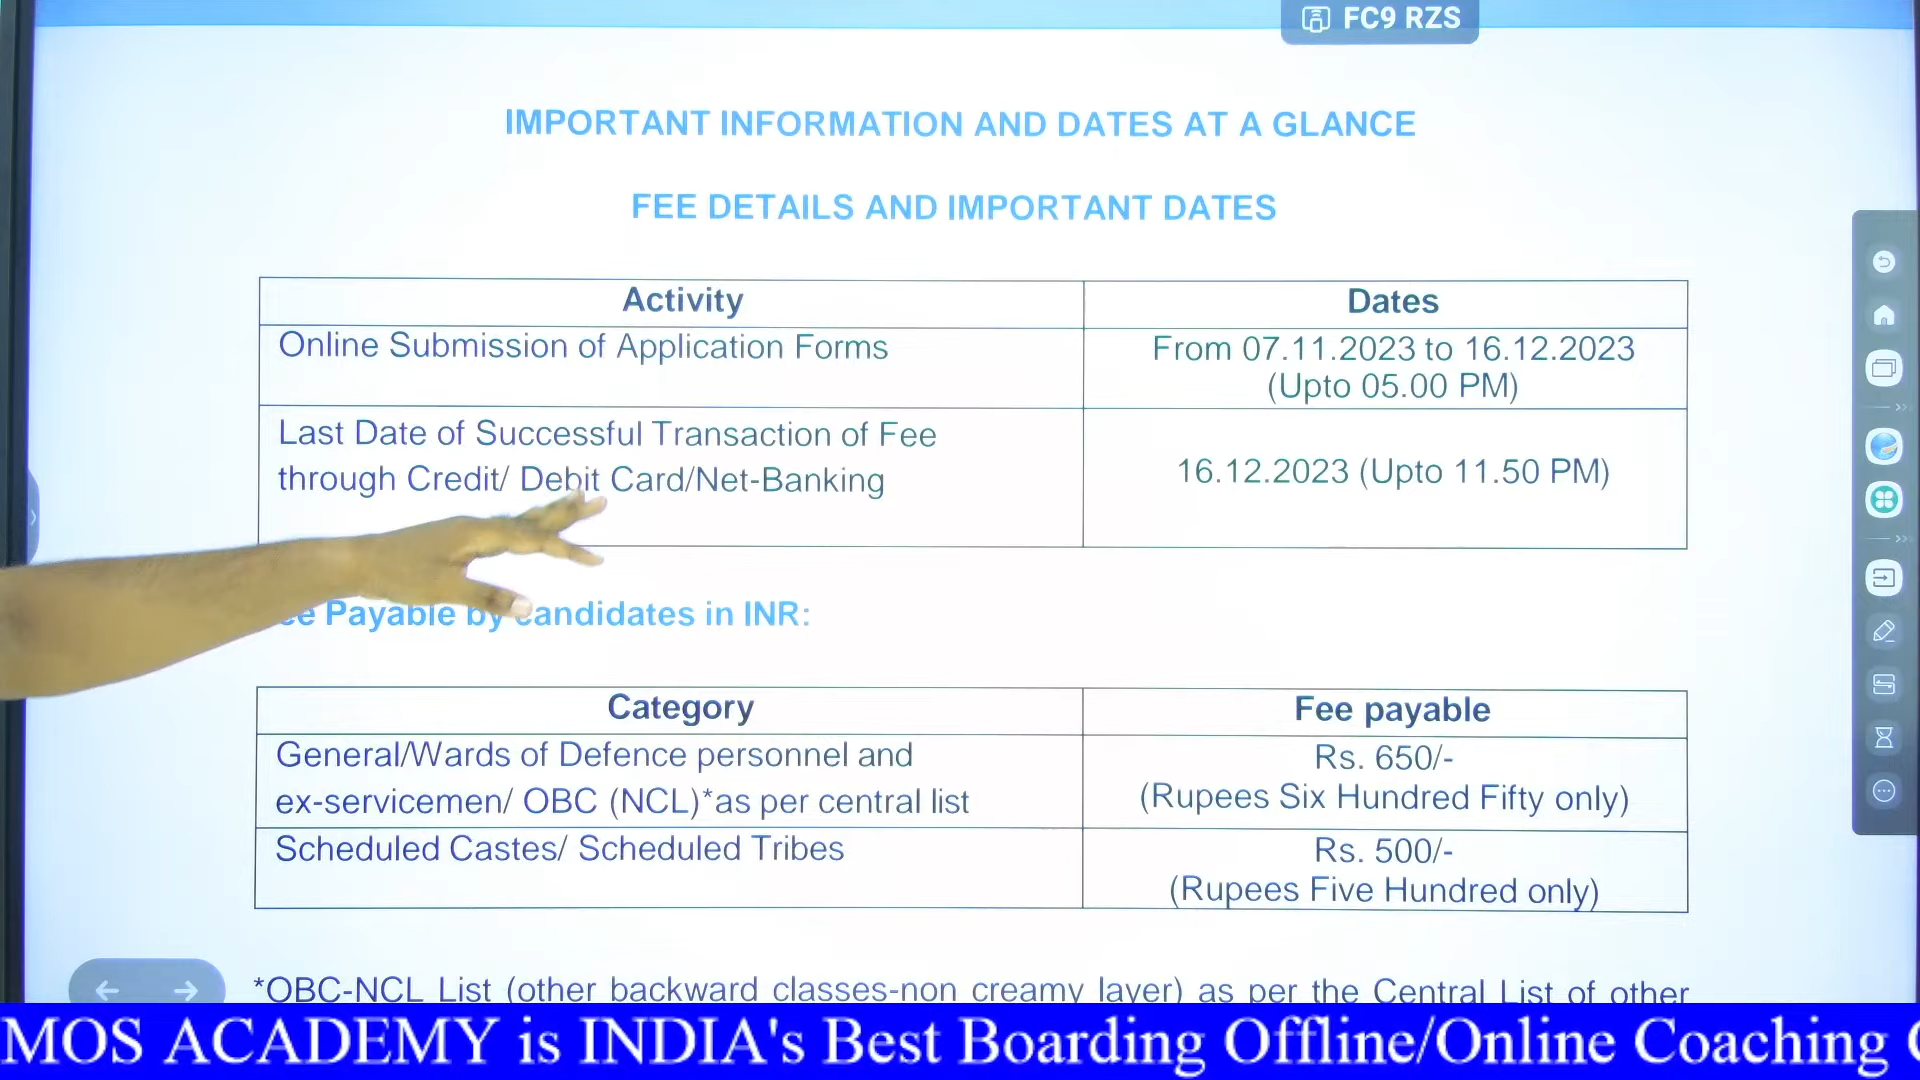 FC9 RZS
IMPORTANT INFORMATION AND DATES AT A GLANCE
FEE DETAILS AND IMPORTANT DATES
Activity
Dates
Online Submission of Application Forms
From 07.11.2023 to 16.12.2023
(Upto 05.00 PM)
Last Date of Successful Transaction of Fee
through Credit/ Debit Card/Net-Banking
16.12.2023 (Upto 11.50 PM)
Payable by candidates in INR:
Category
Fee payable
General/Wards of Defence personnel and
ex-servicemen/ OBC (NCL)*as per central list
Rs. 650/-
(Rupees Six Hundred Fifty only)
Scheduled Castes/ Scheduled Tribes
Rs. 500/-
(Rupees Five Hundred only)
*OBC-NCL List (other backward classes-non creamy layer) as per the Central List of other
MOS ACADEMY is INDIA's Best Boarding Offline/Online Coaching